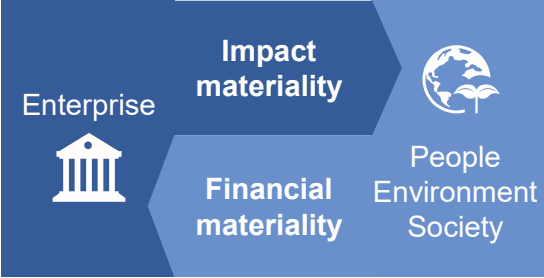 Enterprise
Impact
materiality
Financial
materiality
People
Environment
Society